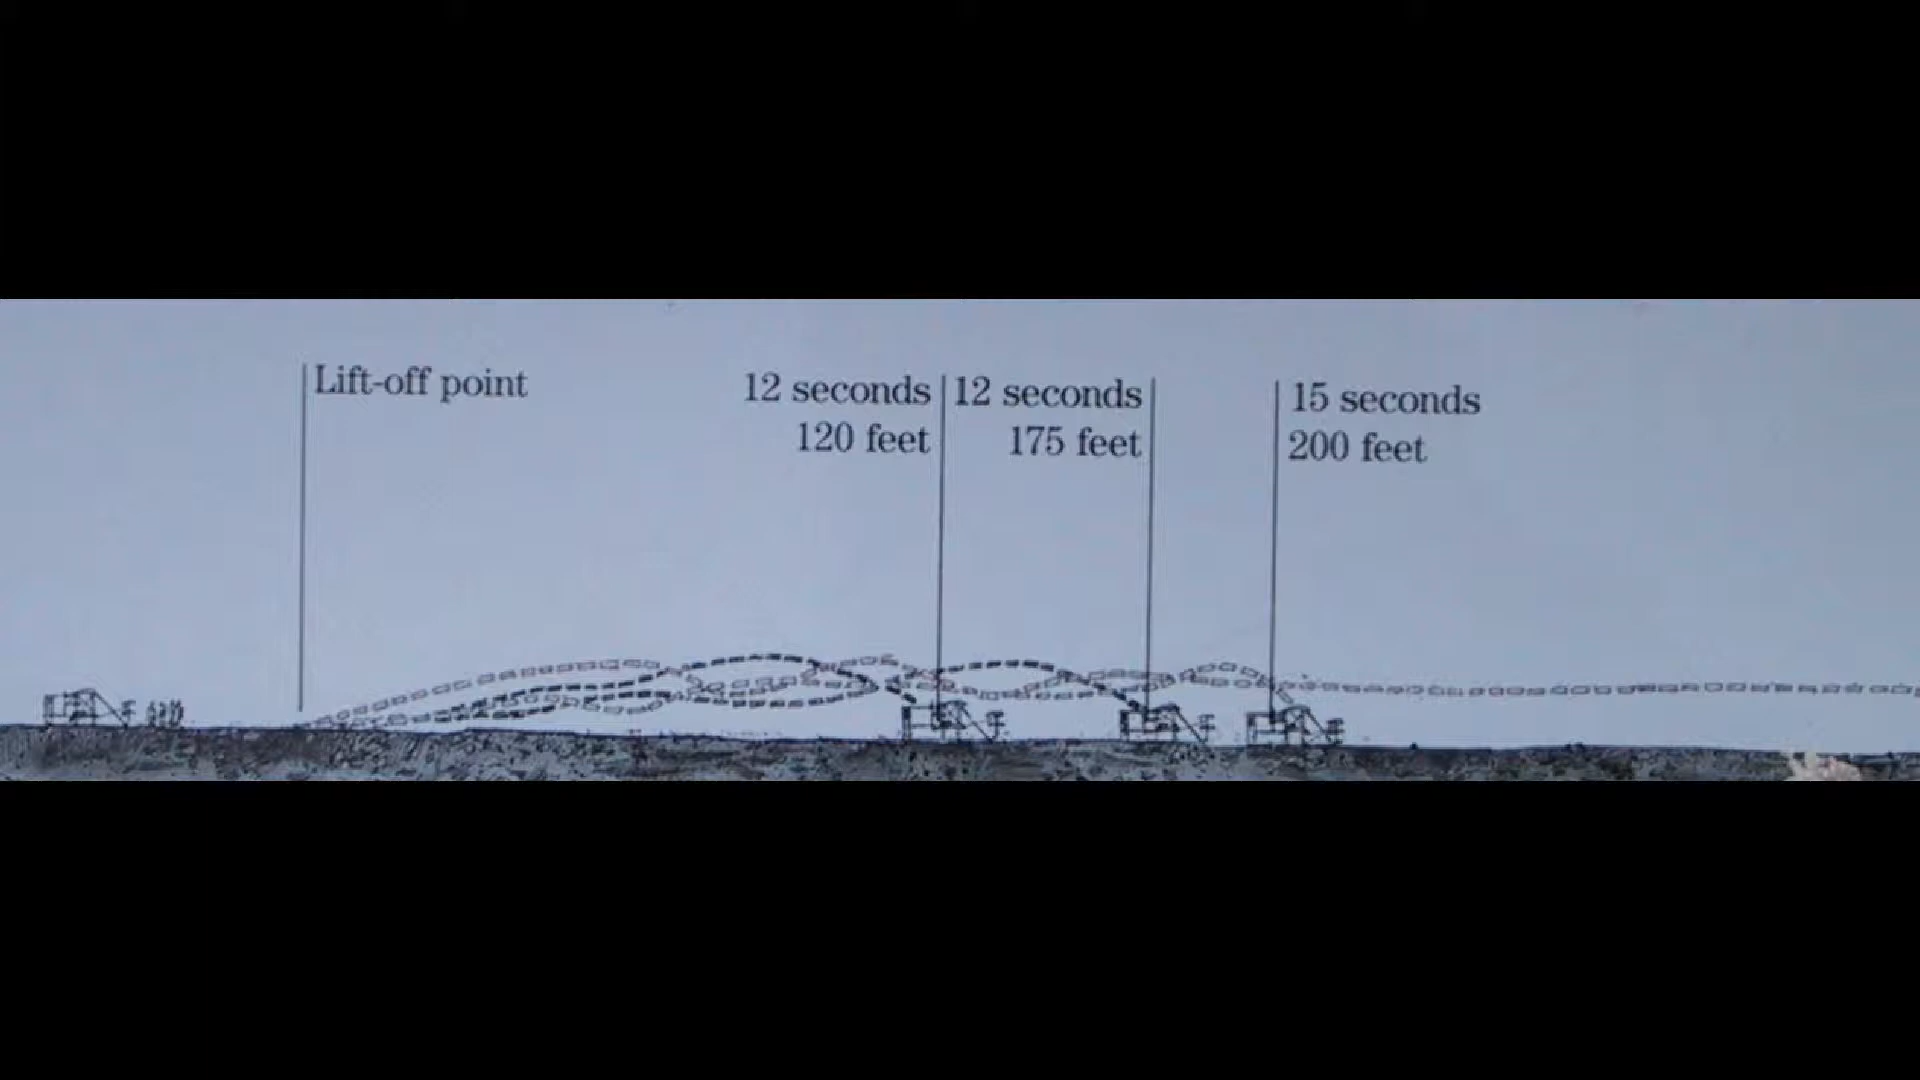 Lift-off point
12 seconds
120 feet
12 seconds
175 feet
15 seconds
200 feet